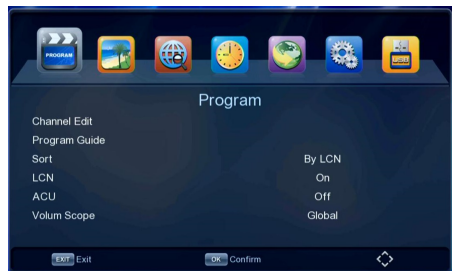 PROGRAM
USB
Program
Channel Edit
Program Guide
Sort By LCN
LCN On
ACU Off
Volum Scope Global
EXIT Exit OK Confirm